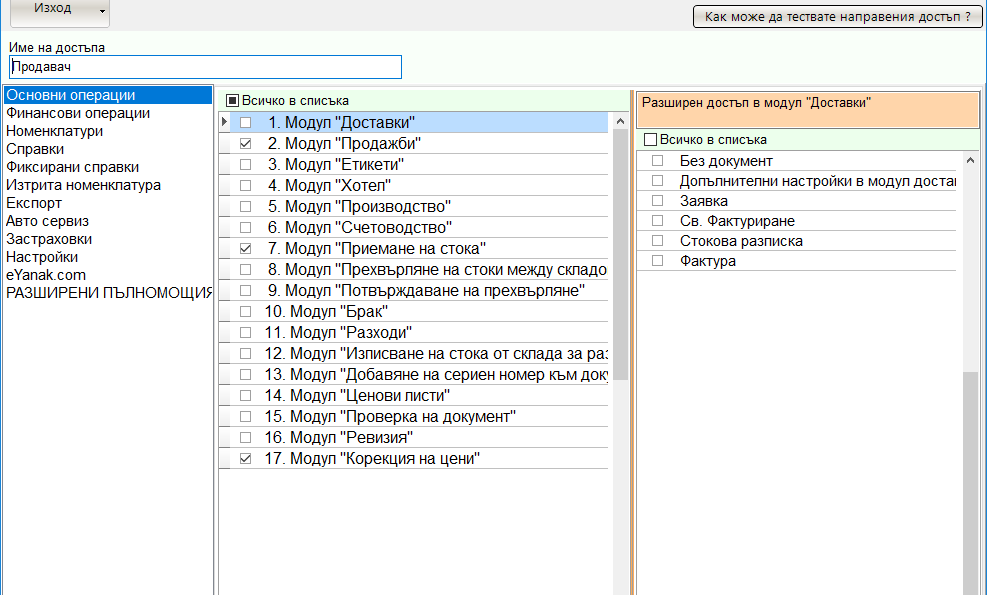 Изход
Как може да тествате направения достъп ?
Име на достъпа
Продавач
Основни операции
Финансови операции
Номенклатури
Справки
Фиксирани справки
Изтрита номенклатура
Експорт
Авто сервиз
Застраховки
Настройки
eYanak.com
РАЗШИРЕНИ ПЪЛНОМОЩИЯ
Всичко в списъка
1. Модул "Доставки"
2. Модул "Продажби"
3. Модул "Етикети"
4. Модул "Хотел"
5. Модул "Производство"
6. Модул "Счетоводство"
7. Модул "Приемане на стока"
8. Модул "Прехвърляне на стоки между складо
9. Модул "Потвърждаване на прехвърляне"
10. Модул "Брак"
11. Модул "Разходи"
12. Модул "Изписване на стока от склада за раз
13. Модул "Добавяне на сериен номер към доку
14. Модул "Ценови листи"
15. Модул "Проверка на документ"
16. Модул "Ревизия"
17. Модул "Корекция на цени"
Разширен достъп в модул "Доставки"
Всичко в списъка
Без документ
Допълнителни настройки в модул достав
Заявка
Св. Фактуриране
Стокова разписка
Фактура